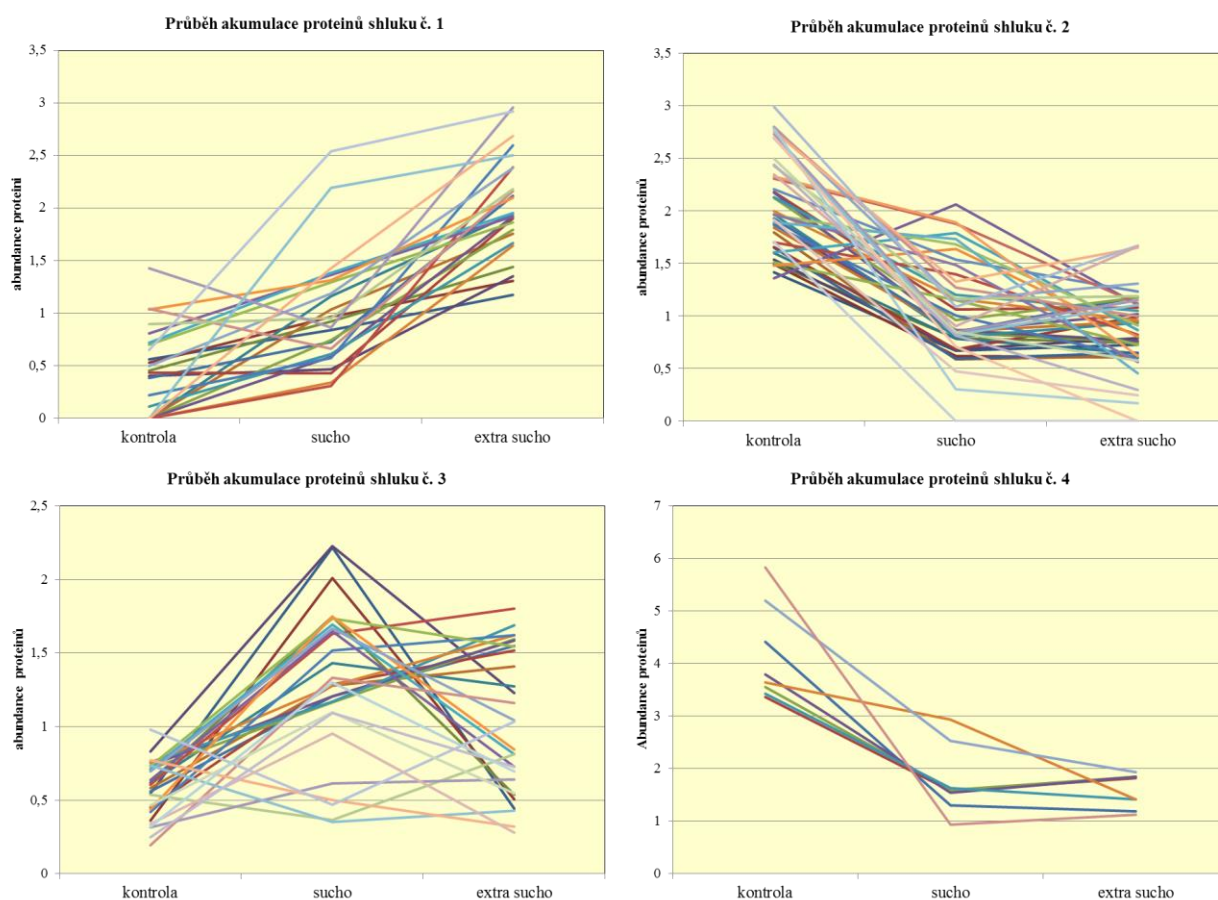 Průběh akumulace proteinů shluku č. 1
abundance proteinů
3,5
3
2,5
2
1,5
1
0,5
0
kontrola sucho extra sucho
Průběh akumulace proteinů shluku č. 2
abundance proteinů
3,5
3
2,5
2
1,5
1
0,5
0
kontrola sucho extra sucho
Průběh akumulace proteinů shluku č. 3
abundance proteinů
2,5
2
1,5
1
0,5
0
kontrola sucho extra sucho
Průběh akumulace proteinů shluku č. 4
Abundance proteinů
7
6
5
4
3
2
1
0
kontrola sucho extra sucho